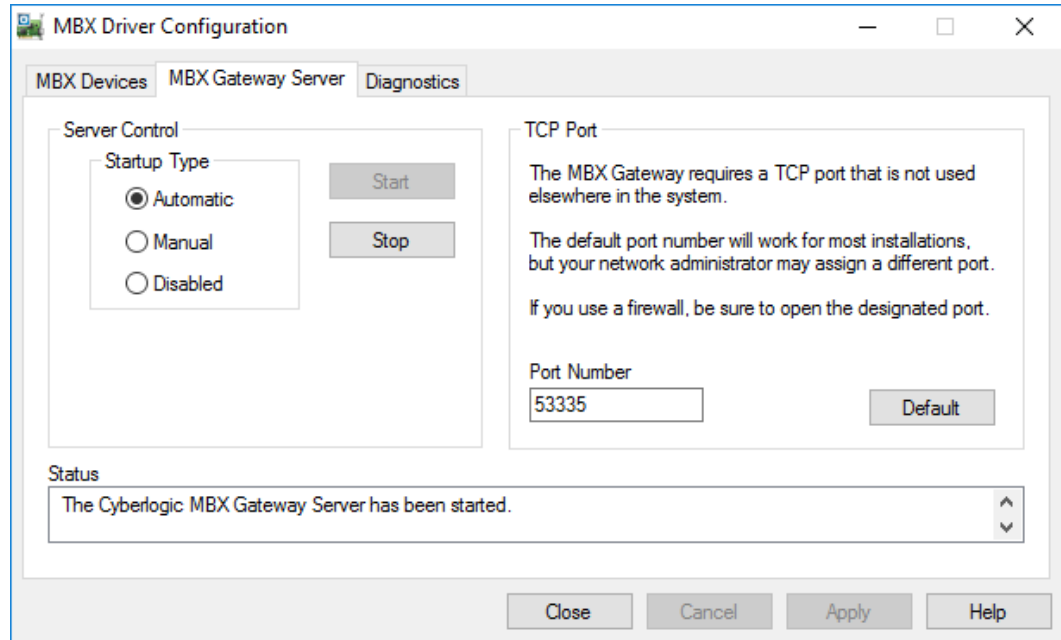 MBX Driver Configuration
MBX Devices
MBX Gateway Server
Diagnostics
Server Control
Startup Type
Automatic
Manual
Disabled
Start
Stop
TCP Port
The MBX Gateway requires a TCP port that is not used
elsewhere in the system.
The default port number will work for most installations,
but your network administrator may assign a different port.
If you use a firewall, be sure to open the designated port.
Port Number
53335
Default
Status
The Cyberlogic MBX Gateway Server has been started.
Close
Cancel
Apply
Help